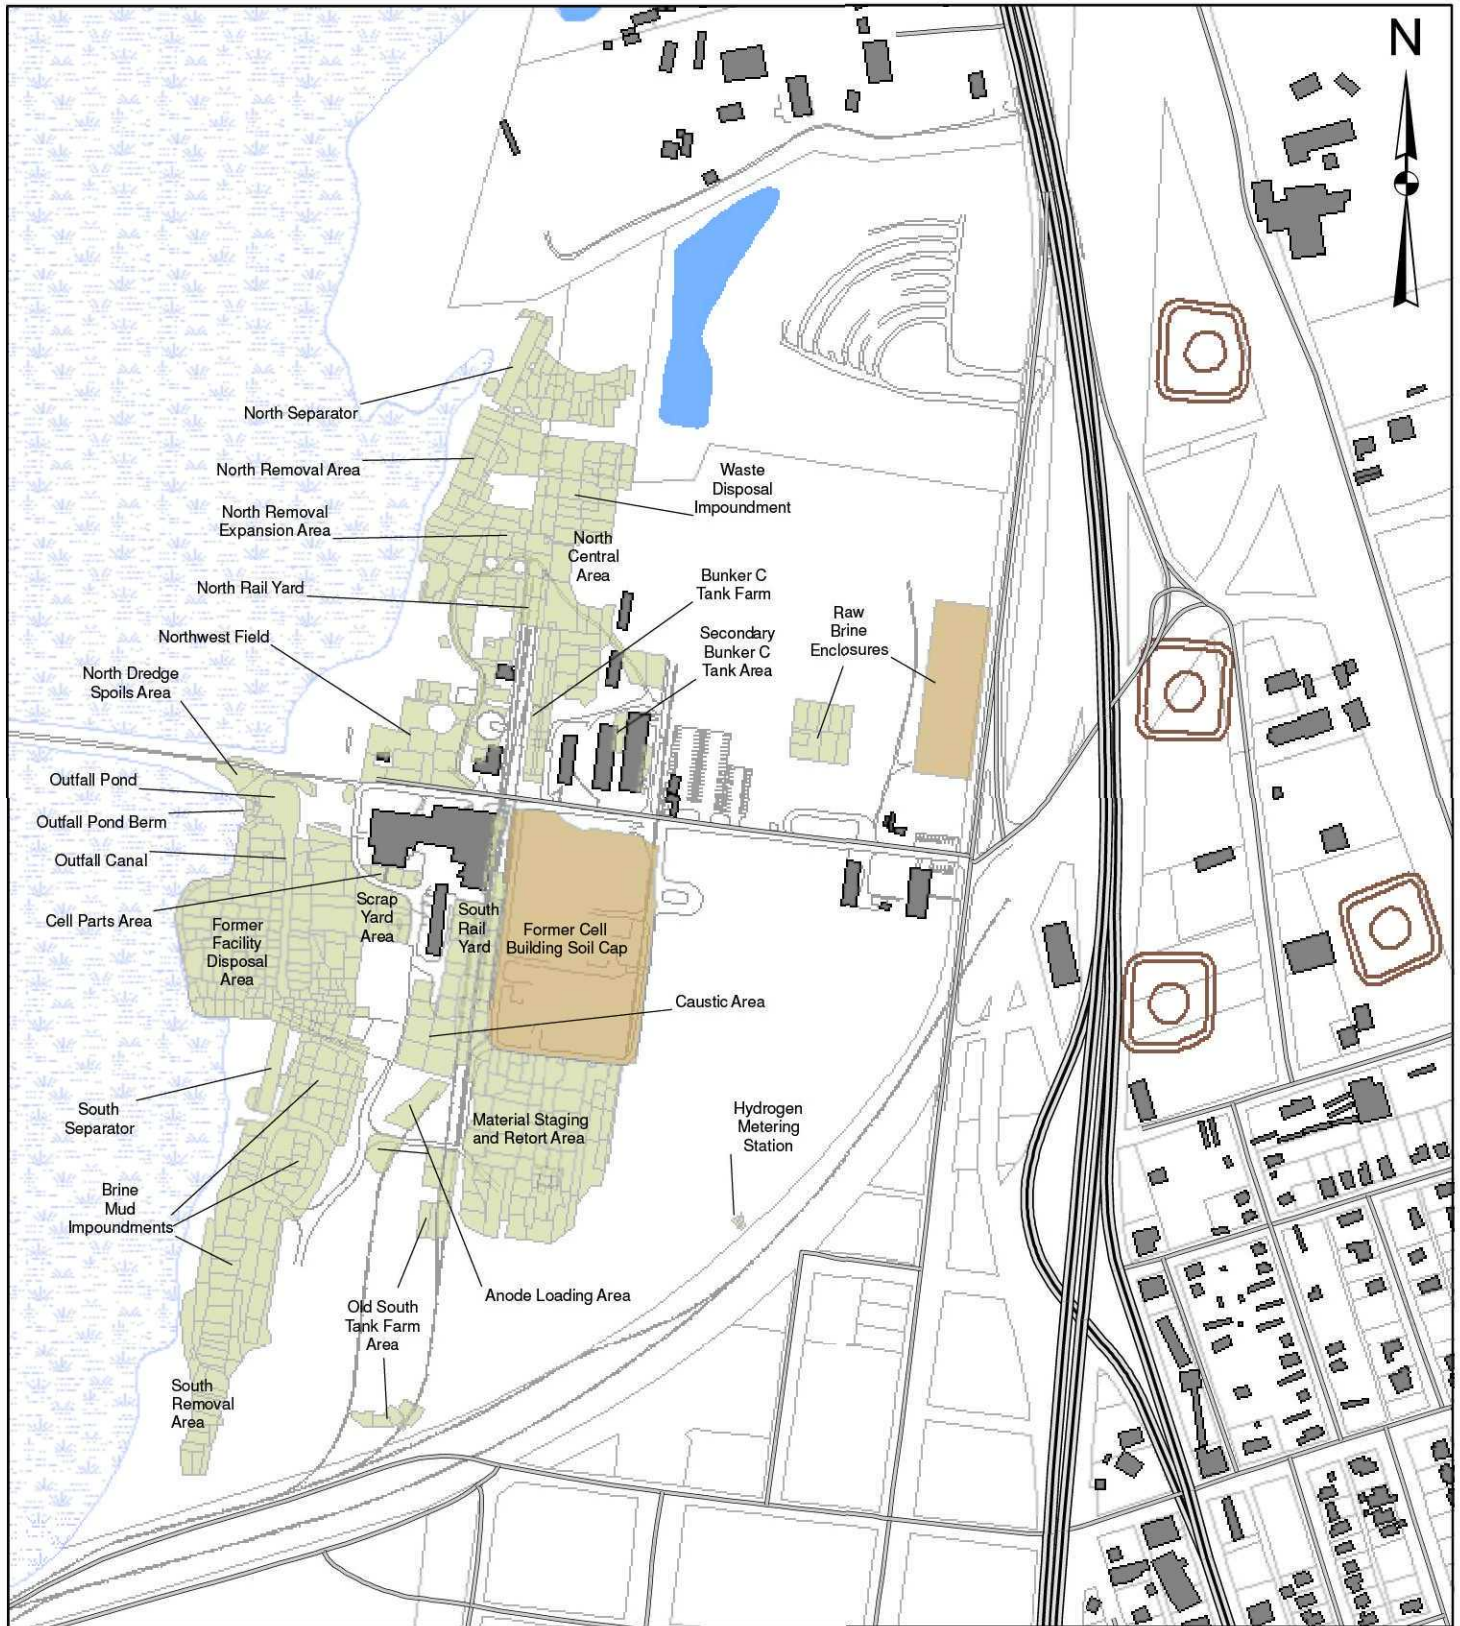 N
North Separator
North Removal Area
Waste
Disposal
Impoundment
North Removal
Expansion Area
North
Central
Area
North Rail Yard
Bunker C
Tank Farm
Raw
Brine
Enclosures
Northwest Field
Secondary
Bunker C
Tank Area
North Dredge
Spoils Area
Outfall Pond
Outfall Pond Berm
Outfall Canal
Cell Parts Area
Scrap
Yard
Area
South
Rail
Yard
Former
Facility
Disposal
Area
Former Cell
Building Soil Cap
Caustic Area
South
Separator
Material Staging
and Retort Area
Hydrogen
Metering
Station
Brine
Mud
Impoundments
Anode Loading Area
Old South
Tank Farm
Area
South
Removal
Area